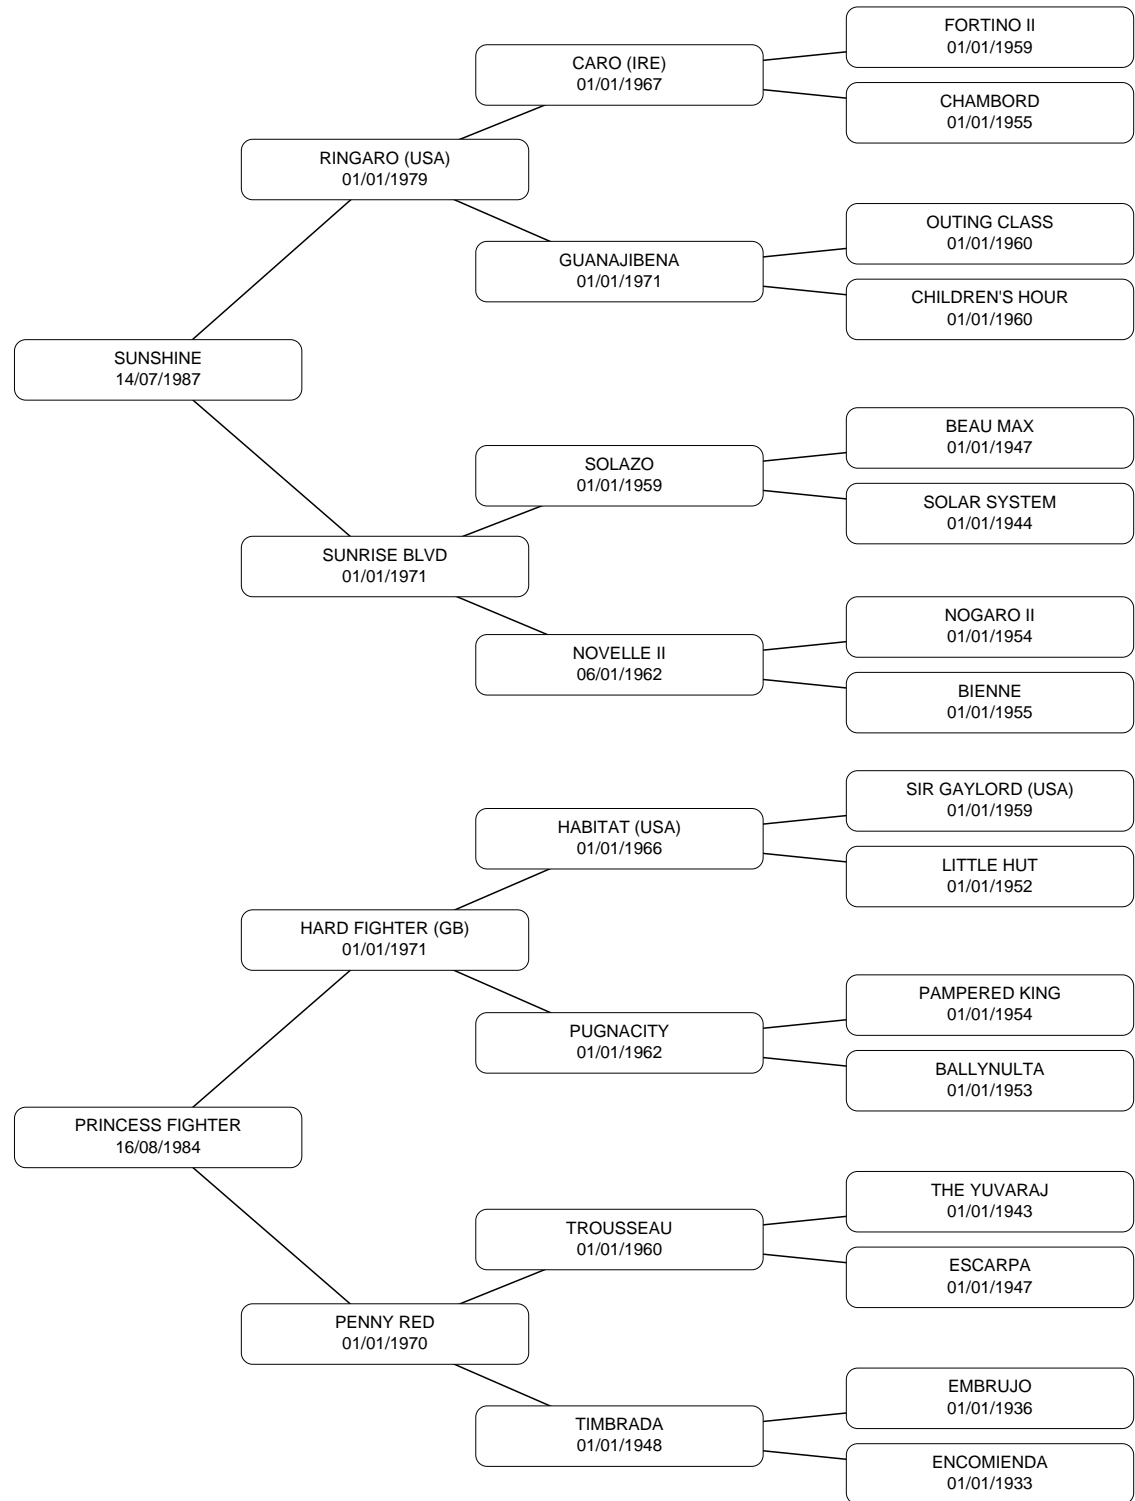 FORTINO II
01/01/1959
CARO (IRE)
01/01/1967
CHAMBORD
01/01/1955
RINGARO (USA)
01/01/1979
OUTING CLASS
01/01/1960
GUANAJIBENA
01/01/1971
CHILDREN'S HOUR
01/01/1960
SUNSHINE
14/07/1987
BEAU MAX
01/01/1947
SOLAZO
01/01/1959
SOLAR SYSTEM
01/01/1944
SUNRISE BLVD
01/01/1971
NOGARO II
01/01/1954
NOVELLE II
06/01/1962
BIENNE
01/01/1955
SIR GAYLORD (USA)
01/01/1959
HABITAT (USA)
01/01/1966
LITTLE HUT
01/01/1952
HARD FIGHTER (GB)
01/01/1971
PAMPERED KING
01/01/1954
PUGNACITY
01/01/1962
BALLYNULTA
01/01/1953
PRINCESS FIGHTER
16/08/1984
THE YUVARAJ
01/01/1943
TROUSSEAU
01/01/1960
ESCARPA
01/01/1947
PENNY RED
01/01/1970
EMBRUJO
01/01/1936
TIMBRADA
01/01/1948
ENCOMIENDA
01/01/1933